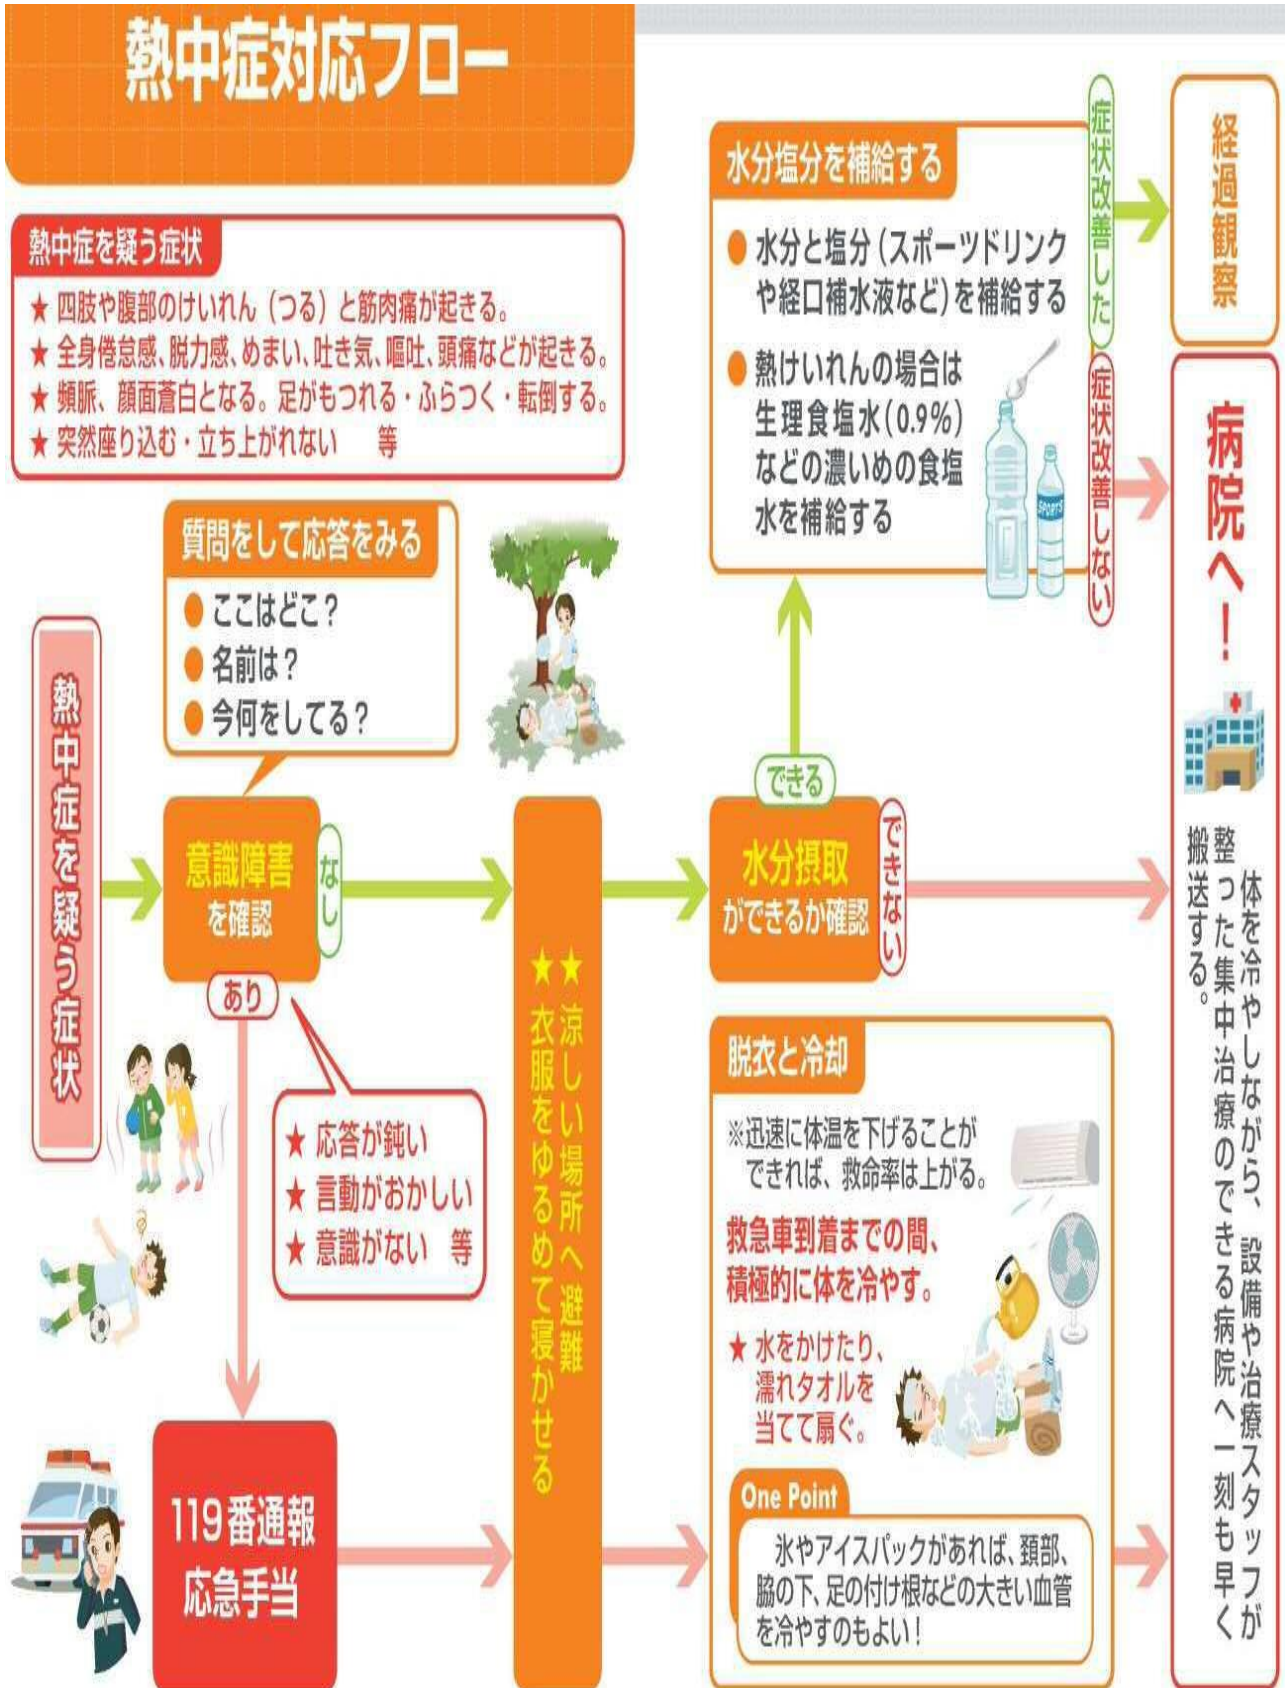 熱中症対応フロー
熱中症を疑う症状
★ 四肢や腹部のけいれん（つる）と筋肉痛が起きる。
★ 全身倦怠感、脱力感、めまい、吐き気、嘔吐、頭痛などが起きる。
★ 頻脈、顔面蒼白となる。足がもつれる・ふらつく・転倒する。
★ 突然座り込む・立ち上がれない　等
質問をして応答をみる
● ここはどこ？
● 名前は？
● 今何をしてる？
熱中症を疑う症状
意識障害
を確認
なし
あり
★ 応答が鈍い
★ 言動がおかしい
★ 意識がない　等
119番通報
応急手当
★ 涼しい場所へ避難
★ 衣服をゆるめて寝かせる
水分摂取
ができるか確認
できる
できない
水分塩分を補給する
● 水分と塩分（スポーツドリンク
や経口補水液など）を補給する
● 熱けいれんの場合は
生理食塩水（0.9％）
などの濃いめの食塩
水を補給する
SPORTS
症状改善した
症状改善しない
経過観察
脱衣と冷却
※迅速に体温を下げることが
できれば、救命率は上がる。
救急車到着までの間、
積極的に体を冷やす。
★ 水をかけたり、
濡れタオルを
当てて扇ぐ。
One Point
氷やアイスパックがあれば、頚部、
脇の下、足の付け根などの大きい血管
を冷やすのもよい！
病院へ！
体を冷やしながら、設備や治療スタッフが
整った集中治療のできる病院へ一刻も早く
搬送する。